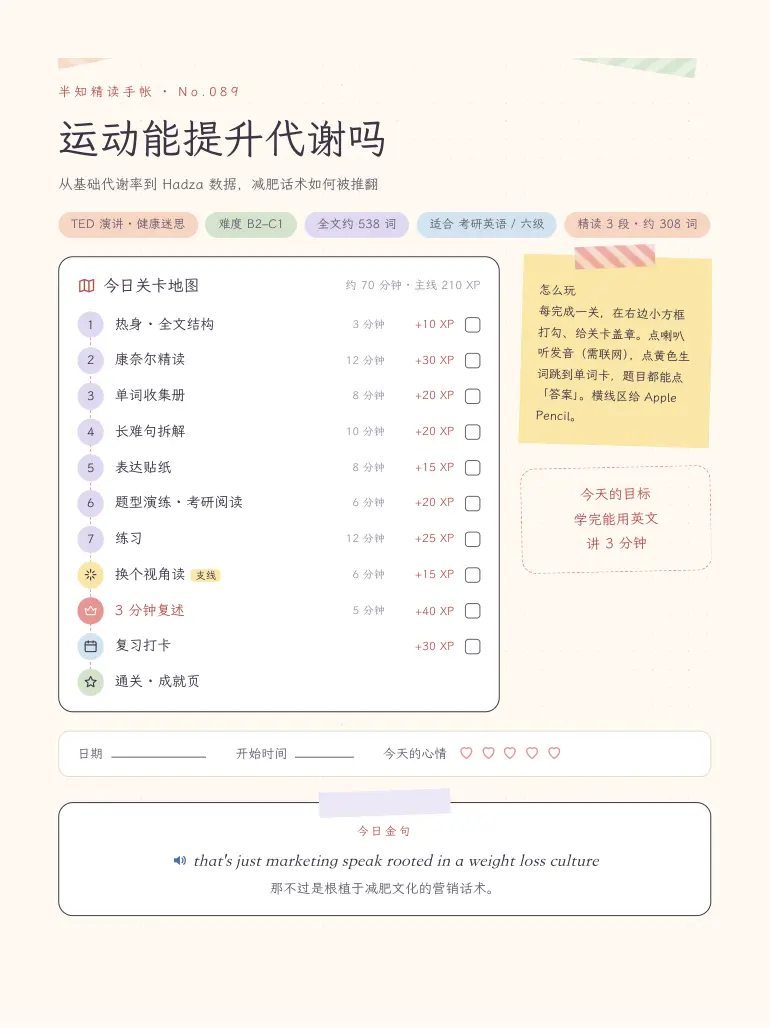 半知精读手帐 · No.089
运动能提升代谢吗
从基础代谢率到 Hadza 数据，减肥话术如何被推翻
TED 演讲·健康迷思
难度 B2–C1
全文约 538 词
适合 考研英语 / 六级
精读 3 段·约 308 词
今日关卡地图
约 70 分钟·主线 210 XP
1 热身·全文结构 3 分钟 +10 XP
2 康奈尔精读 12 分钟 +30 XP
3 单词收集册 8 分钟 +20 XP
4 长难句拆解 10 分钟 +20 XP
5 表达贴纸 8 分钟 +15 XP
6 题型演练·考研阅读 6 分钟 +20 XP
7 练习 12 分钟 +25 XP
换个视角读 支线 6 分钟 +15 XP
3 分钟复述 5 分钟 +40 XP
复习打卡 +30 XP
通关·成就页
怎么玩
每完成一关，在右边小方框
打勾、给关卡盖章。点喇叭
听发音（需联网），点黄色生
词跳到单词卡，题目都能点
「答案」。横线区给 Apple
Pencil。
今天的目标
学完能用英文
讲 3 分钟
日期
开始时间
今天的心情
今日金句
that's just marketing speak rooted in a weight loss culture
那不过是根植于减肥文化的营销话术。